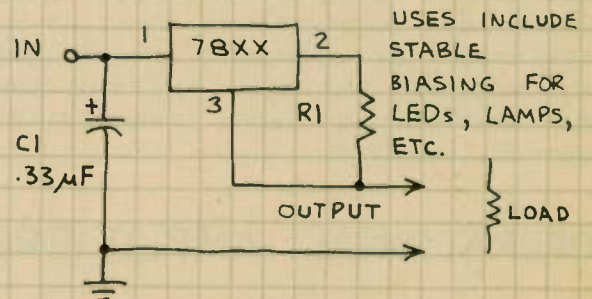 USES INCLUDE
STABLE
BIASING FOR
LEDs, LAMPS,
ETC.
IN
1
78XX
2
+
3
R1
C1
.33µF
OUTPUT
LOAD